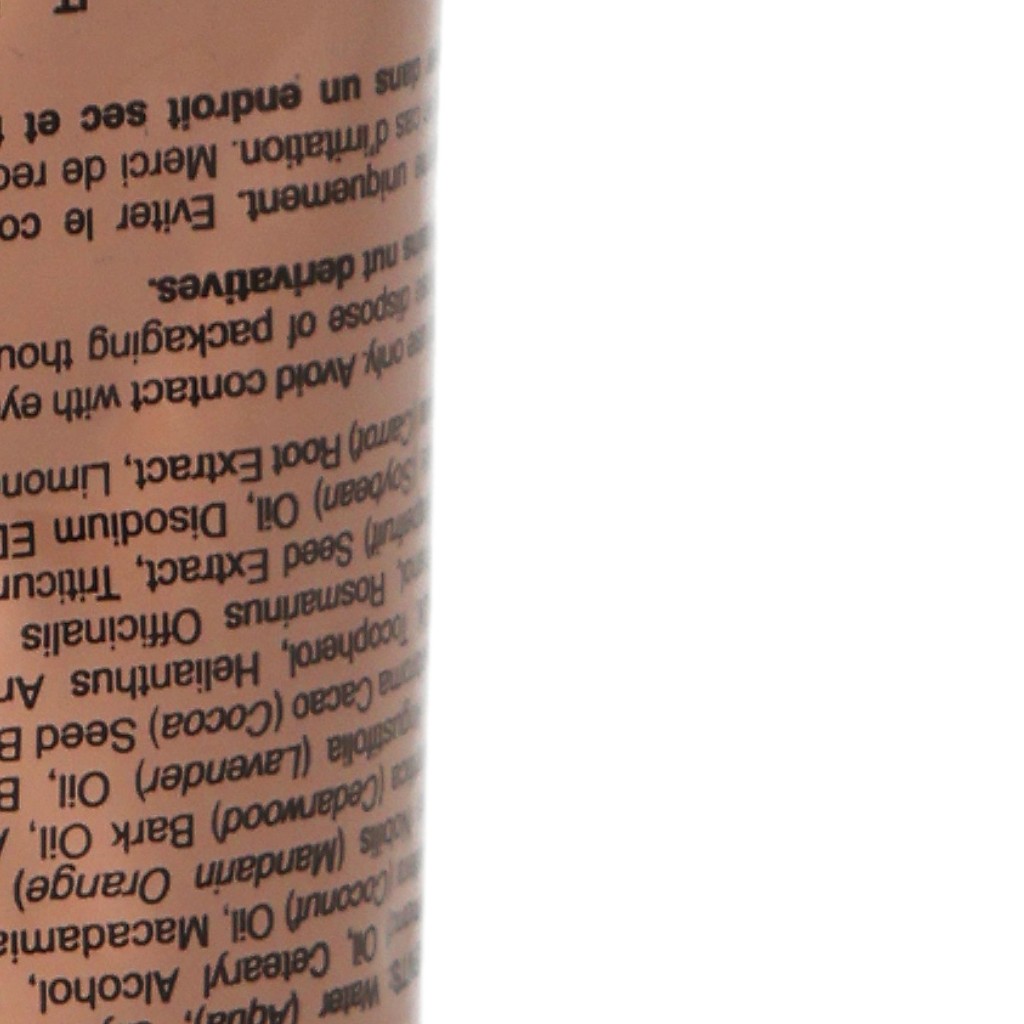 Water (Aqua),
Oil, Cetearyl Alcohol,
(Coconut) Oil, Macadamia
Nobilis (Mandarin Orange)
(Cedarwood) Bark Oil,
(Lavender) Oil,
Cacao (Cocoa) Seed
Tocopherol, Helianthus
Rosmarinus Officinalis
Seed Extract,
(Soybean) Oil, Disodium
(Carrot) Root Extract,
only. Avoid contact with
dispose of packaging
nut derivatives.
uniquement. Eviter le
cas d'irritation. Merci de
dans un endroit sec et